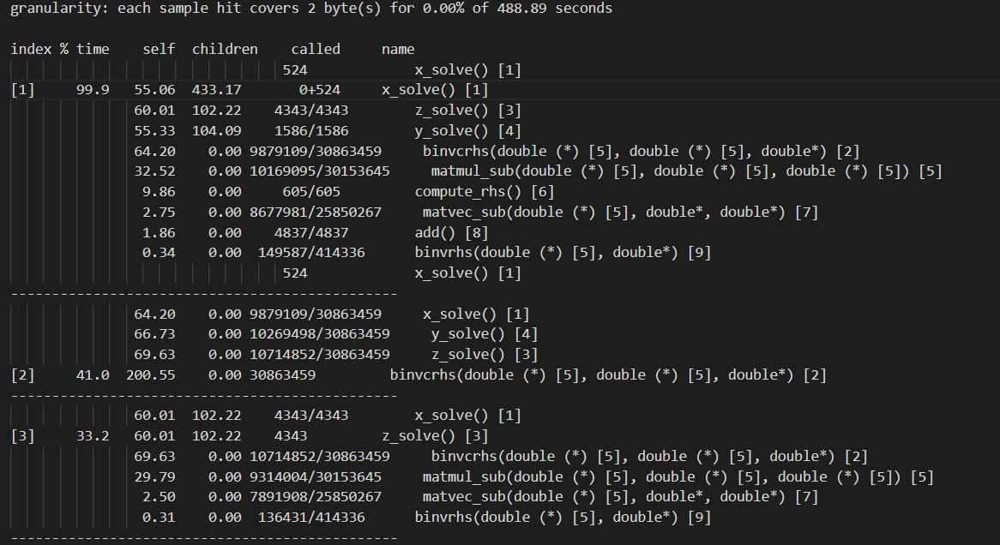 granularity: each sample hit covers 2 byte(s) for 0.00% of 488.89 seconds
index % time    self  children    called     name
524             x_solve() [1]
[1]     99.9   55.06  433.17       0+524     x_solve() [1]
60.01  102.22    4343/4343        z_solve() [3]
55.33  104.09    1586/1586        y_solve() [4]
64.20    0.00 9879109/30863459     binvcrhs(double (*) [5], double (*) [5], double*) [2]
32.52    0.00 10169095/30153645     matmul_sub(double (*) [5], double (*) [5], double (*) [5]) [5]
9.86    0.00     605/605         compute_rhs() [6]
2.75    0.00 8677981/25850267     matvec_sub(double (*) [5], double*, double*) [7]
1.86    0.00    4837/4837        add() [8]
0.34    0.00  149587/414336      binvrhs(double (*) [5], double*) [9]
524             x_solve() [1]
-----------------------------------------------
64.20    0.00 9879109/30863459     x_solve() [1]
66.73    0.00 10269498/30863459     y_solve() [4]
69.63    0.00 10714852/30863459     z_solve() [3]
[2]     41.0  200.55    0.00 30863459         binvcrhs(double (*) [5], double (*) [5], double*) [2]
-----------------------------------------------
60.01  102.22    4343/4343        x_solve() [1]
[3]     33.2   60.01  102.22    4343         z_solve() [3]
69.63    0.00 10714852/30863459     binvcrhs(double (*) [5], double (*) [5], double*) [2]
29.79    0.00 9314004/30153645     matmul_sub(double (*) [5], double (*) [5], double (*) [5]) [5]
2.50    0.00 7891908/25850267     matvec_sub(double (*) [5], double*, double*) [7]
0.31    0.00  136431/414336      binvrhs(double (*) [5], double*) [9]
-----------------------------------------------